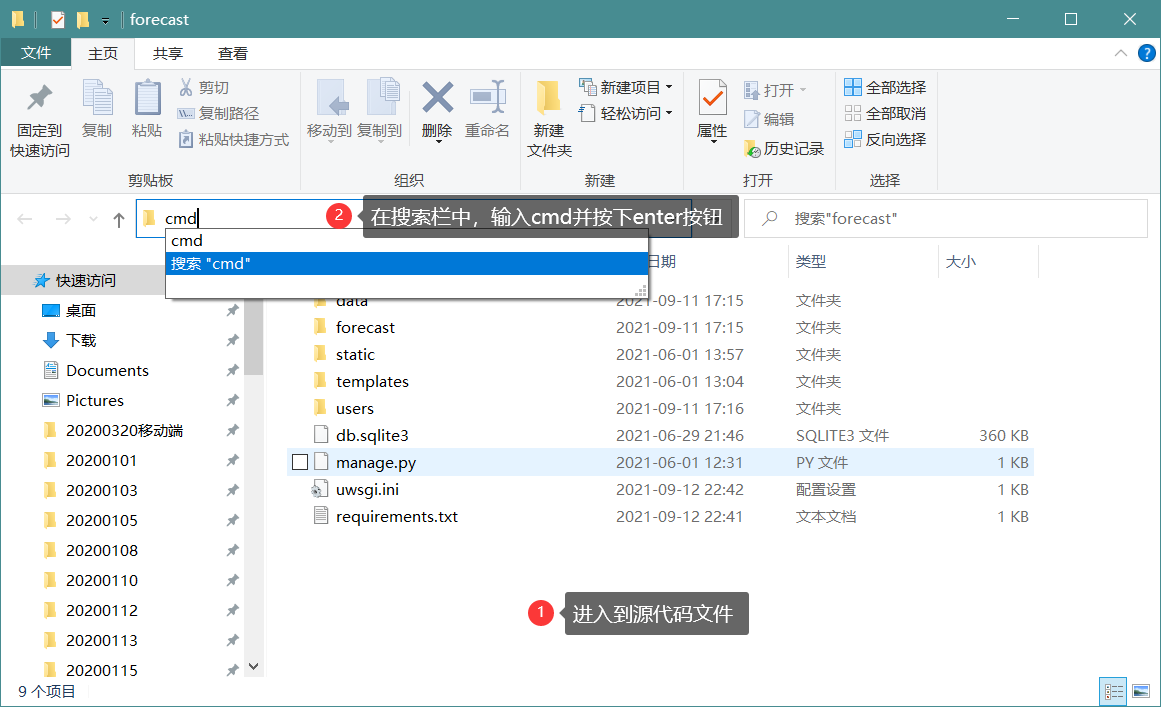 forecast
文件 主页 共享 查看
固定到快速访问
复制
粘贴
剪切
复制路径
粘贴快捷方式
剪贴板
移动到
复制到
删除
重命名
组织
新建文件夹
新建项目
轻松访问
新建
属性
打开
编辑
历史记录
打开
全部选择
全部取消
反向选择
选择
cmd
2 在搜索栏中，输入cmd并按下enter按钮
搜索"forecast"
cmd
搜索 "cmd"
日期 类型 大小
快速访问
桌面
下载
Documents
Pictures
20200320移动端
20200101
20200103
20200105
20200108
20200110
20200112
20200113
20200115
data 2021-09-11 17:15 文件夹
forecast 2021-09-11 17:15 文件夹
static 2021-06-01 13:57 文件夹
templates 2021-06-01 13:04 文件夹
users 2021-09-11 17:16 文件夹
db.sqlite3 2021-06-29 21:46 SQLITE3 文件 360 KB
manage.py 2021-06-01 12:31 PY 文件 1 KB
uwsgi.ini 2021-09-12 22:42 配置设置 1 KB
requirements.txt 2021-09-12 22:41 文本文档 1 KB
1 进入到源代码文件
9 个项目